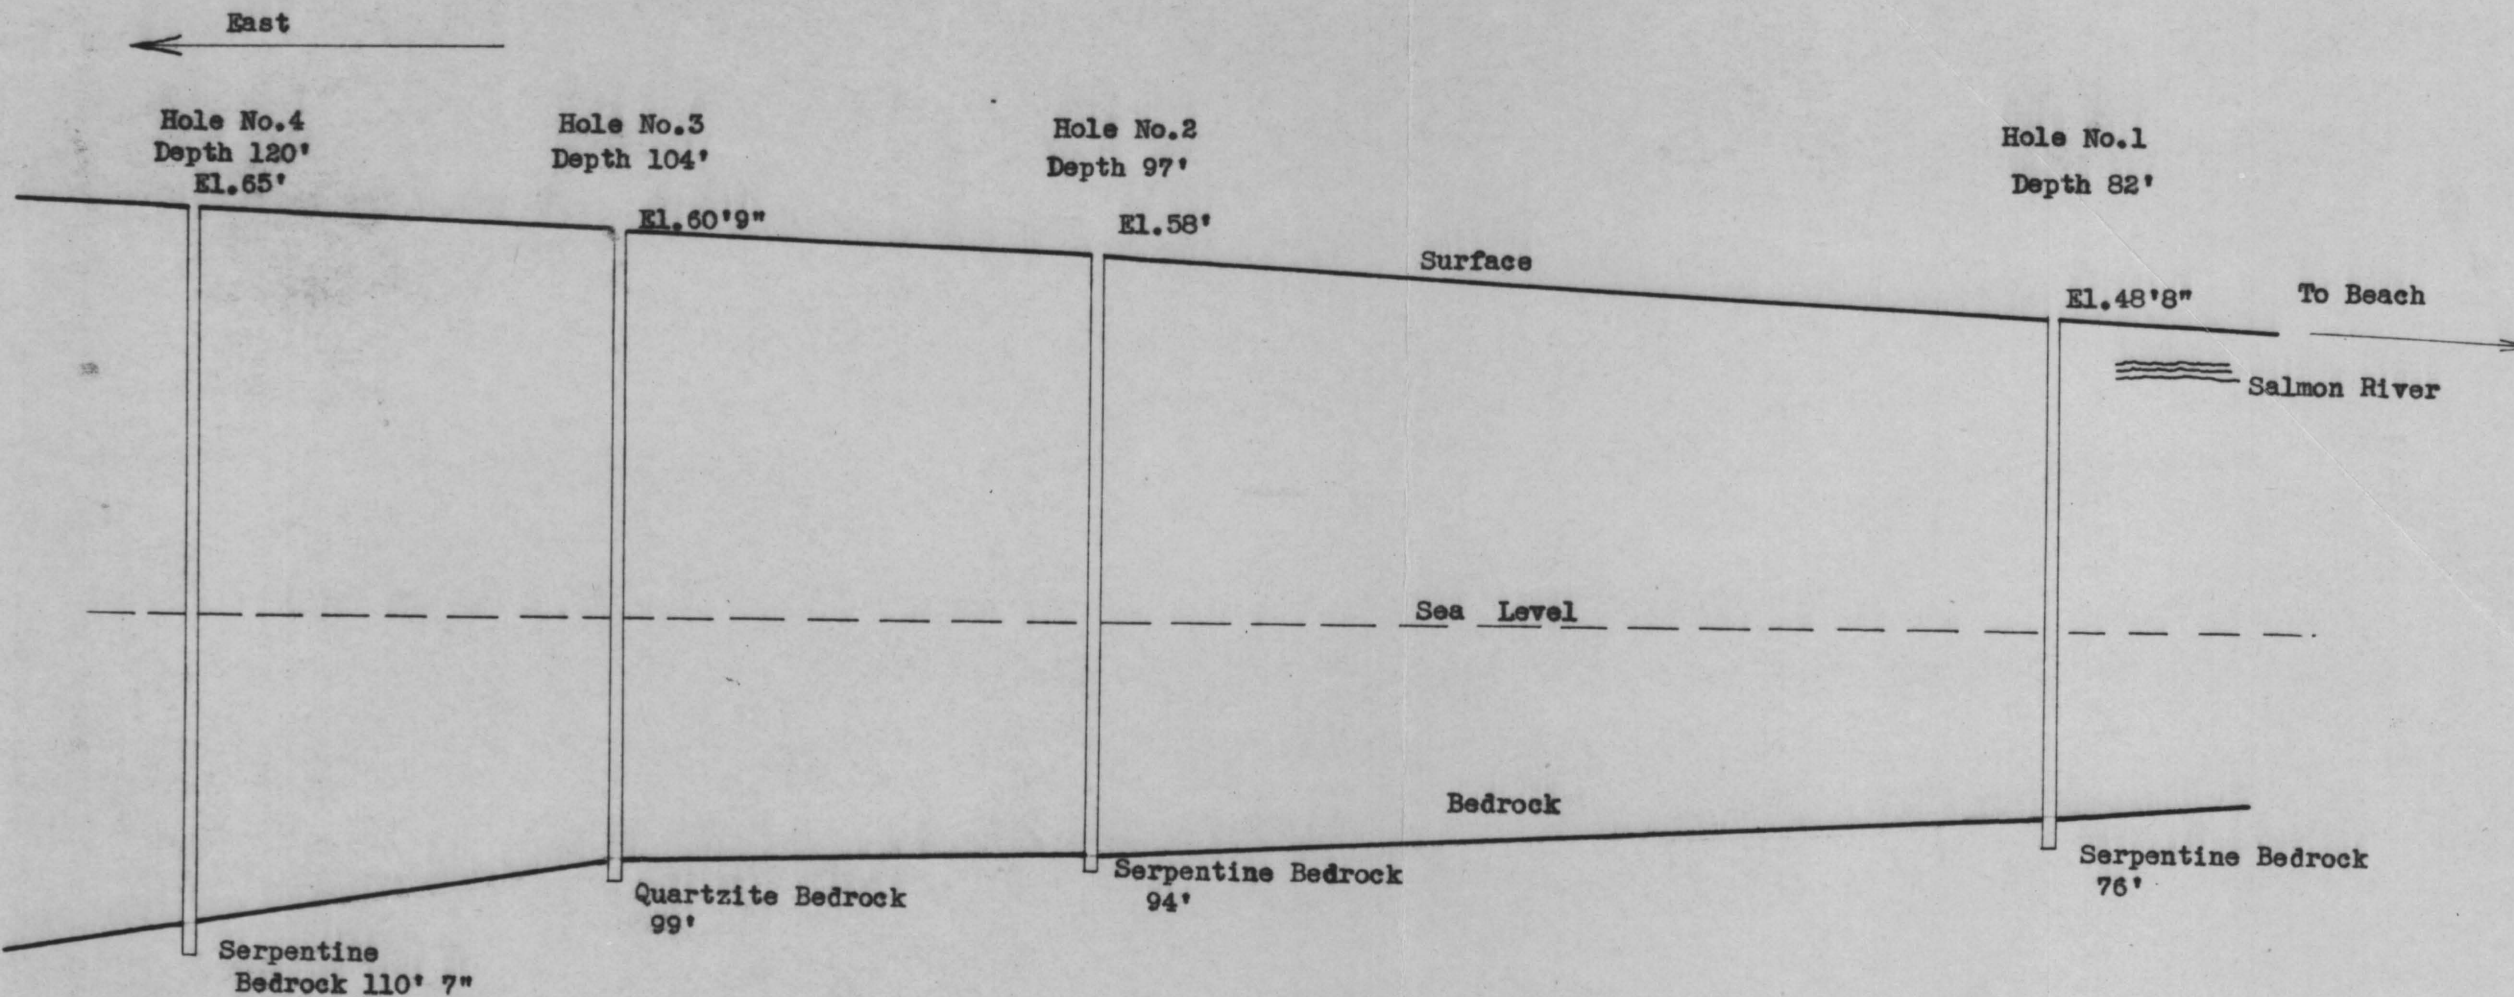 East
Hole No.4
Depth 120'
El.65'
Hole No.3
Depth 104'
El.60'9"
Hole No.2
Depth 97'
El.58'
Hole No.1
Depth 82'
El.48'8"
Surface
To Beach
Salmon River
Sea Level
Bedrock
Serpentine
Bedrock 110' 7"
Quartzite Bedrock
99'
Serpentine Bedrock
94'
Serpentine Bedrock
76'